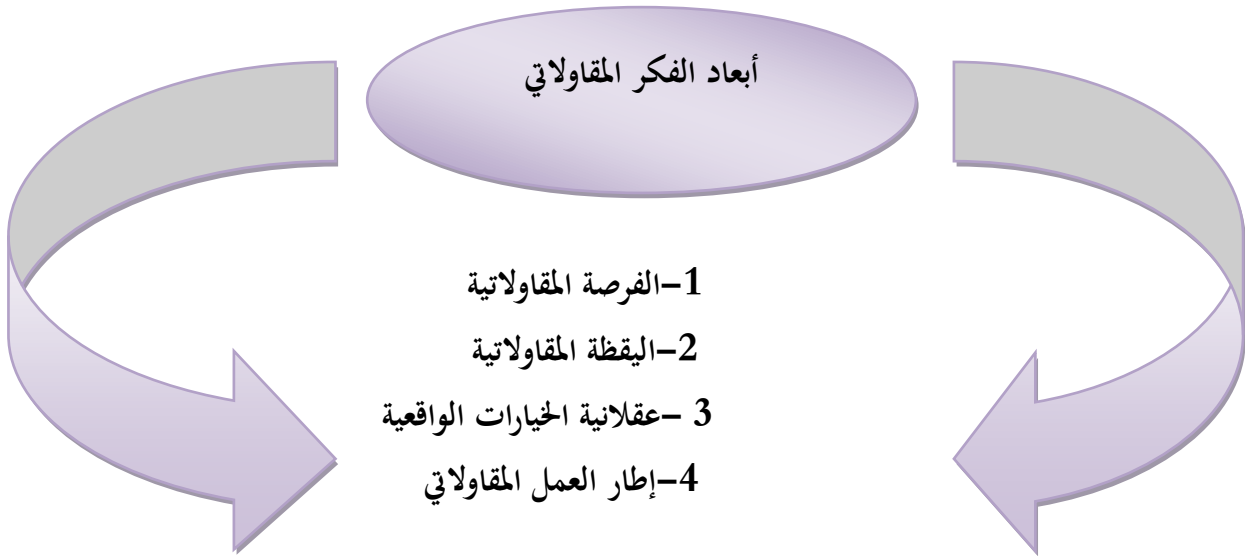 أبعاد الفكر المقاولاتي
1-الفرصة المقاولاتية
2-اليقظة المقاولاتية
3 -عقلانية الخيارات الواقعية
4-إطار العمل المقاولاتي